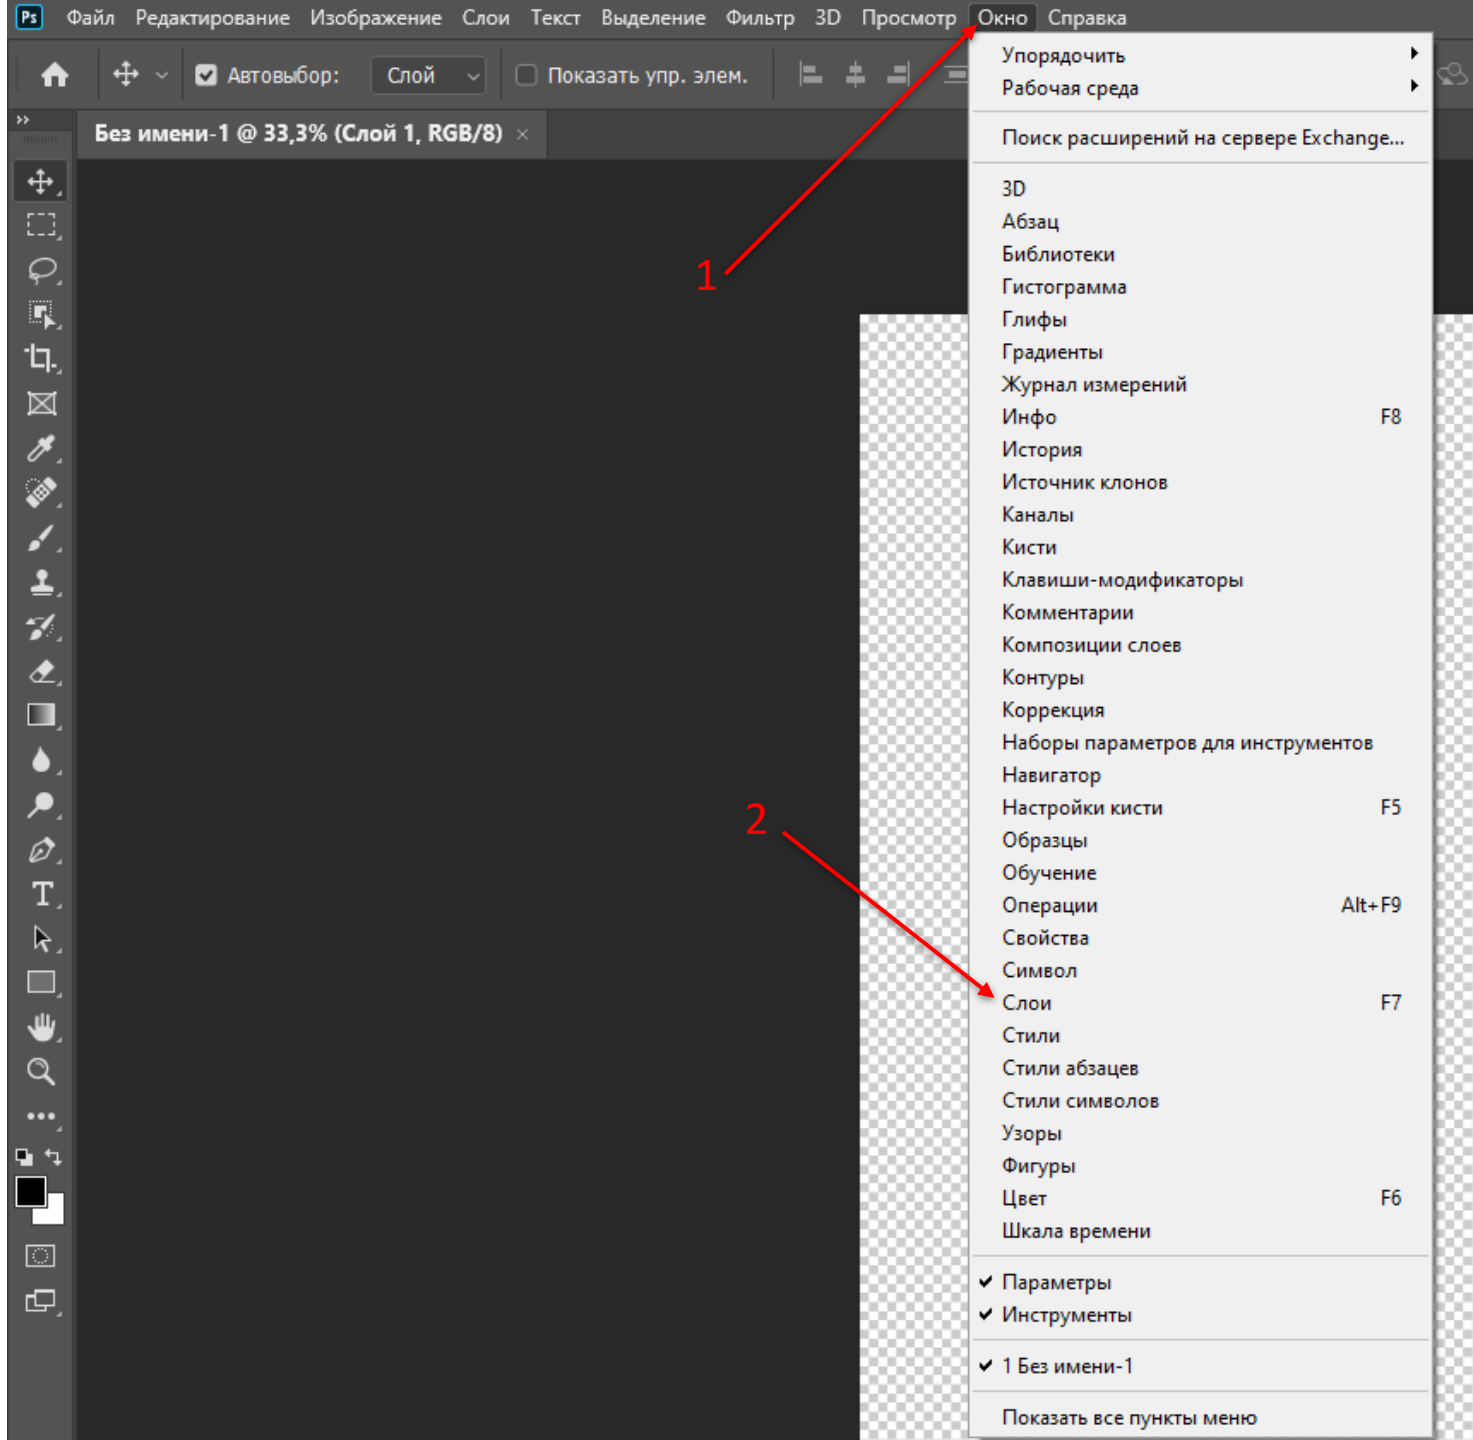 Ps Файл Редактирование Изображение Слои Текст Выделение Фильтр 3D Просмотр Окно Справка
Автовыбор: Слой Показать упр. элем.
Без имени-1 @ 33,3% (Слой 1, RGB/8) ×
Упорядочить
Рабочая среда
Поиск расширений на сервере Exchange...
3D
Абзац
Библиотеки
1
Гистограмма
Глифы
Градиенты
Журнал измерений
Инфо F8
История
Источник клонов
Каналы
Кисти
Клавиши-модификаторы
Комментарии
Композиции слоев
Контуры
Коррекция
Наборы параметров для инструментов
Навигатор
Настройки кисти F5
2
Образцы
Обучение
Операции Alt+F9
Свойства
Символ
Слои F7
Стили
Стили абзацев
Стили символов
Узоры
Фигуры
Цвет F6
Шкала времени
Параметры
Инструменты
1 Без имени-1
Показать все пункты меню